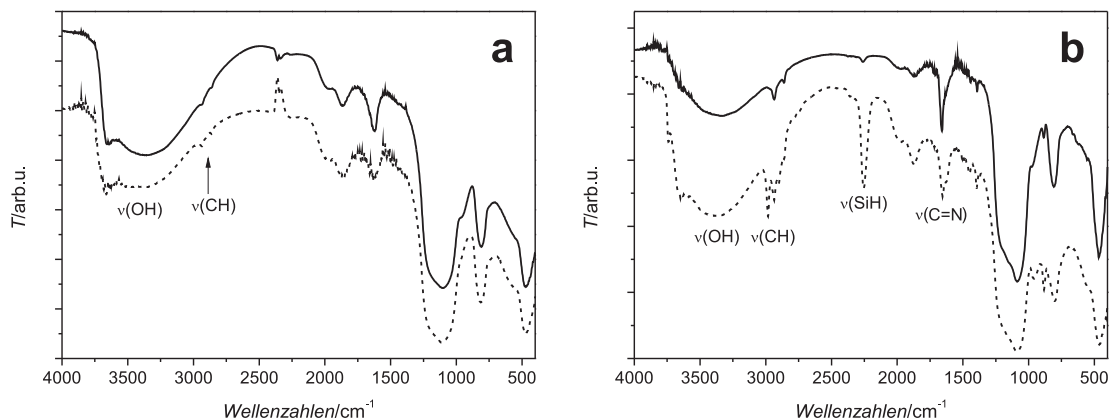 a
T/arb.u.
ν(OH)
ν(CH)
4000 3500 3000 2500 2000 1500 1000 500
Wellenzahlen/cm⁻¹
b
T/arb.u.
ν(OH) ν(CH)
ν(SiH)
ν(C=N)
4000 3500 3000 2500 2000 1500 1000 500
Wellenzahlen/cm⁻¹